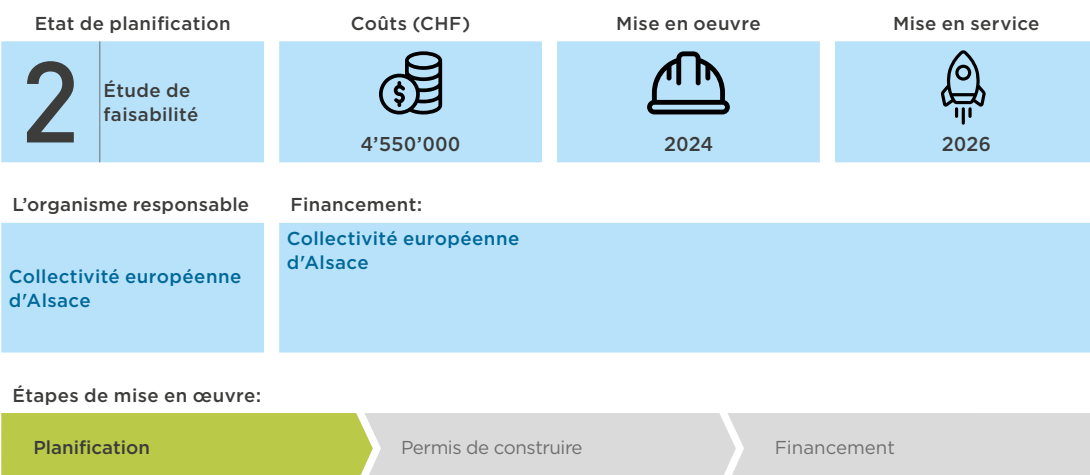 Etat de planification
Coûts (CHF)
Mise en oeuvre
Mise en service
2
Étude de
faisabilité
$
4’550’000
2024
2026
L’organisme responsable
Financement:
Collectivité européenne
d'Alsace
Collectivité européenne
d'Alsace
Étapes de mise en œuvre:
Planification
Permis de construire
Financement